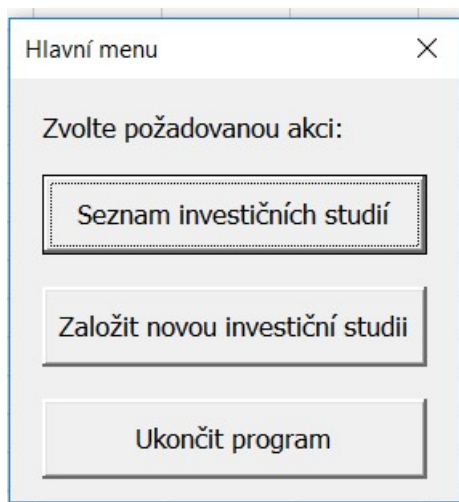 Hlavní menu
Zvolte požadovanou akci:
Seznam investičních studií
Založit novou investiční studii
Ukončit program